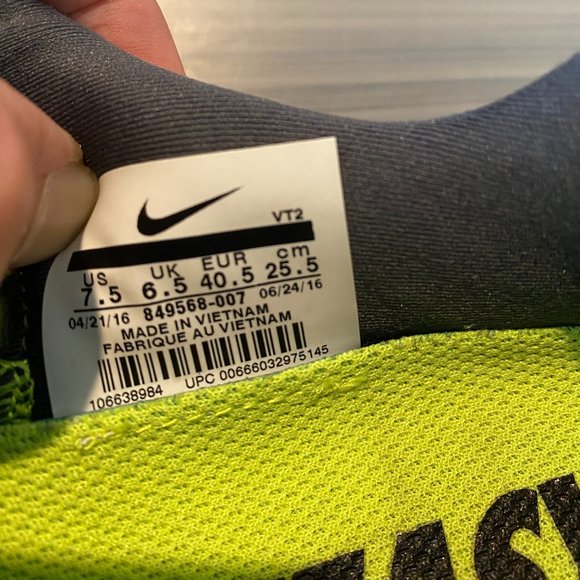 VT2
US UK EUR cm
7.5 6.5 40.5 25.5
04/21/16 849568-007 06/24/16
MADE IN VIETNAM
FABRIQUE AU VIETNAM
106638984 UPC 00666032975145